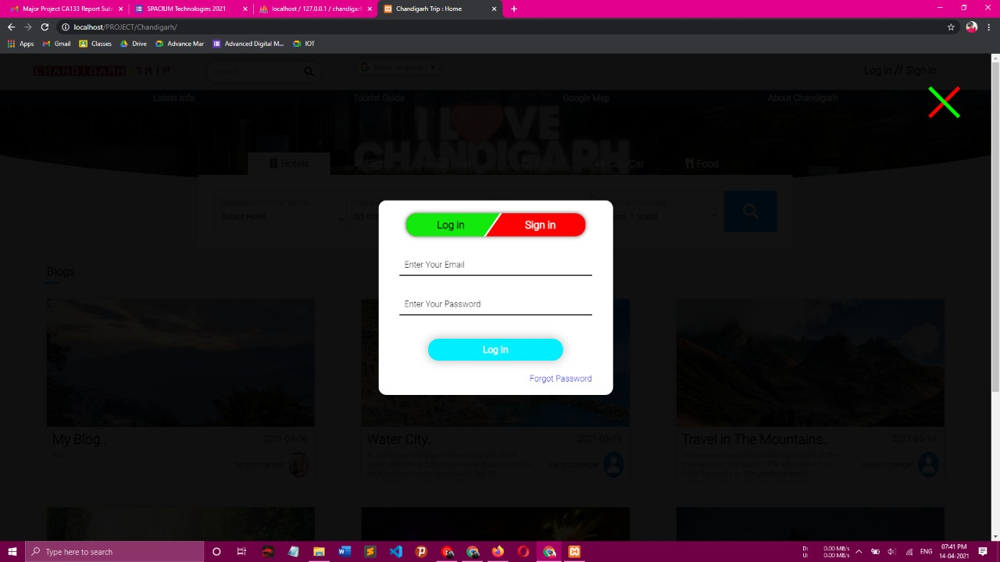 Major Project CA133 Report Sub
SPACIUM Technologies 2021
localhost / 127.0.0.1 / chandigarh
Chandigarh Trip : Home
localhost/PROJECT/Chandigarh/
Apps
Gmail
Classes
Drive
Advance Mar
Advanced Digital M...
IOT
CHANDIGARH TRIP
Search
Select Language
Log in // Sign in
Latest Info
Tourist Guide
Google Map
About Chandigarh
I LOVE
CHANDIGARH
Hotels
Car
Food
Select Hotel
1 Guest
Log in
Sign in
Enter Your Email
Enter Your Password
Log In
Forgot Password
Blogs
My Blog..
2021-04-08
Water City..
2021-03-19
Travel in The Mountains..
2021-03-19
Type here to search
D: 0.00 MB/s
U: 0.00 MB/s
ENG
07:41 PM
14-04-2021